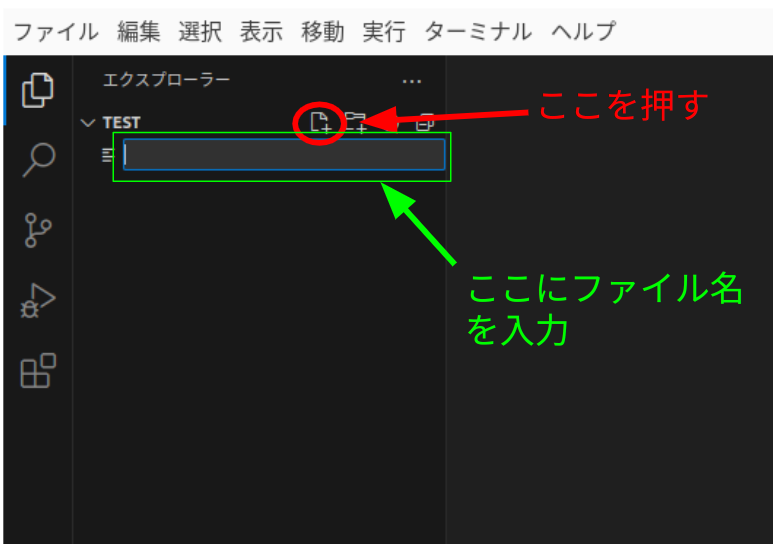 ファイル 編集 選択 表示 移動 実行 ターミナル ヘルプ
エクスプローラー ...
TEST
ここを押す
ここにファイル名
を入力